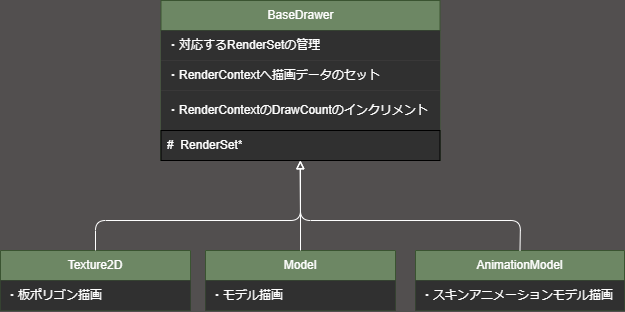 BaseDrawer
・対応するRenderSetの管理
・RenderContextへ描画データのセット
・RenderContextのDrawCountのインクリメント
# RenderSet*
Texture2D
・板ポリゴン描画
Model
・モデル描画
AnimationModel
・スキンアニメーションモデル描画